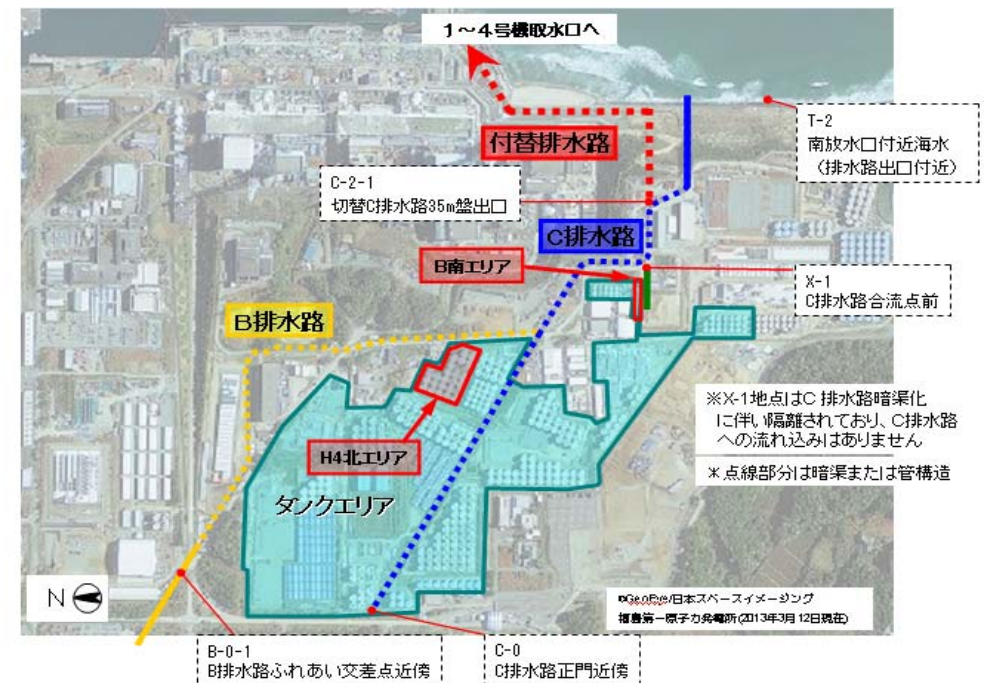 1～4号機取水口へ
付替排水路
T-2
南放水口付近海水
（排水路出口付近）
C-2-1
切替C排水路35m盤出口
C排水路
B南エリア
X-1
C排水路合流点前
B排水路
※X-1地点はC 排水路暗渠化
に伴い隔離されており、C排水路
への流れ込みはありません
H4北エリア
＊点線部分は暗渠または管構造
タンクエリア
N
©GeoEye/日本スペースイメージング
福島第一原子力発電所(2013年3月12日現在)
B-0-1
B排水路ふれあい交差点近傍
C-0
C排水路正門近傍